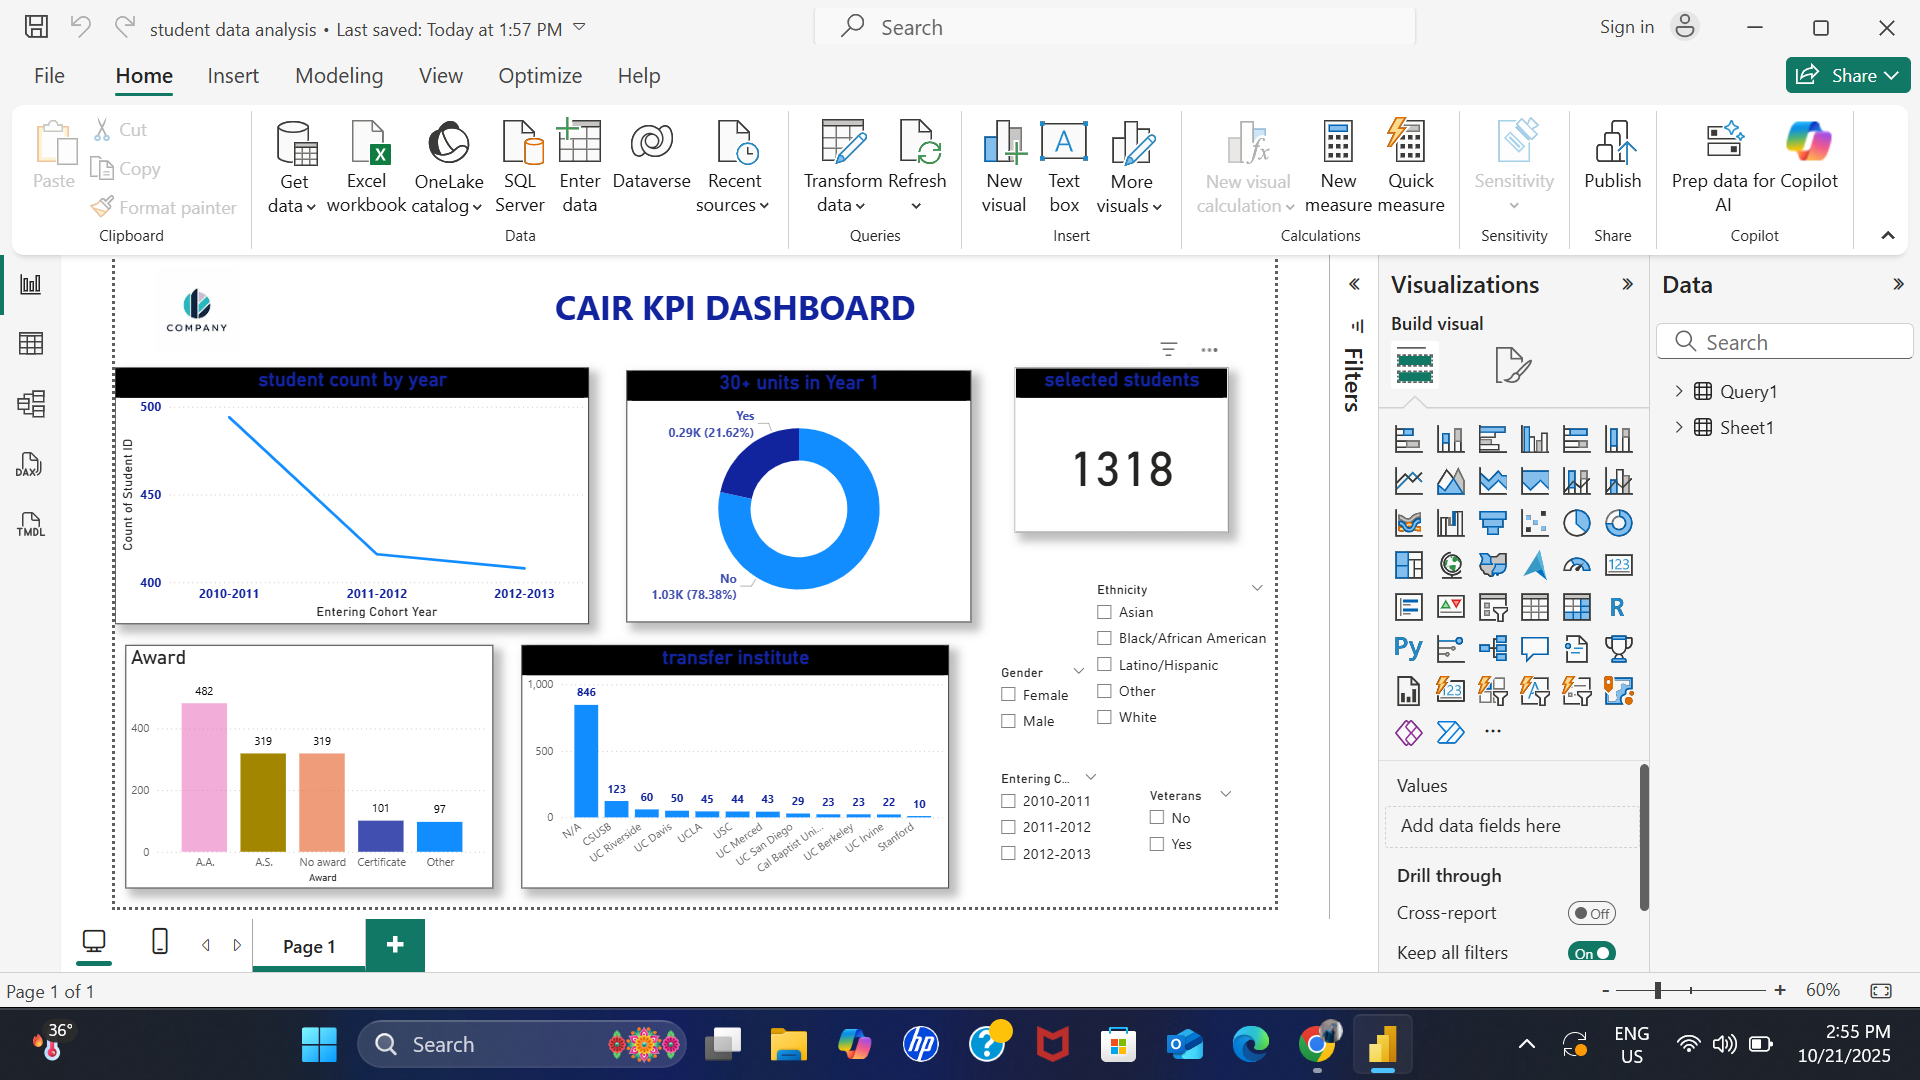 student data analysis • Last saved: Today at 1:57 PM
Search
Sign in
File Home Insert Modeling View Optimize Help
Share
Paste
Cut
Copy
Format painter
Clipboard
Get data
Excel workbook
OneLake catalog
SQL Server
Enter data
Dataverse
Recent sources
Data
Transform data
Refresh
Queries
New visual
Text box
More visuals
Insert
New visual calculation
New measure
Quick measure
Calculations
Sensitivity
Sensitivity
Publish
Share
Prep data for AI
Copilot
Copilot
COMPANY
CAIR KPI DASHBOARD
student count by year
500
450
400
Count of Student ID
2010-2011 2011-2012 2012-2013
Entering Cohort Year
30+ units in Year 1
Yes
0.29K (21.62%)
No
1.03K (78.38%)
selected students
1318
Award
400
200
0
482
319
319
101
97
A.A. A.S. No award Certificate Other
Award
transfer institute
1,000
500
0
846
123 60 50 45 44 43 29 23 23 22 10
N/A
CSUSB
UC Riverside
UC Davis
UCLA
USC
UC Merced
UC San Diego
Cal Baptist Uni...
UC Berkeley
UC Irvine
Stanford
Ethnicity
Asian
Black/African American
Latino/Hispanic
Other
White
Gender
Female
Male
Entering C...
2010-2011
2011-2012
2012-2013
Veterans
No
Yes
Filters
Visualizations
Build visual
123
R
Py
123
Values
Add data fields here
Drill through
Cross-report
Off
Keep all filters
On
Data
Search
Query1
Sheet1
DAX
TMDL
Page 1
Page 1 of 1
- + 60%
36°
Search
ENG
US
2:55 PM
10/21/2025